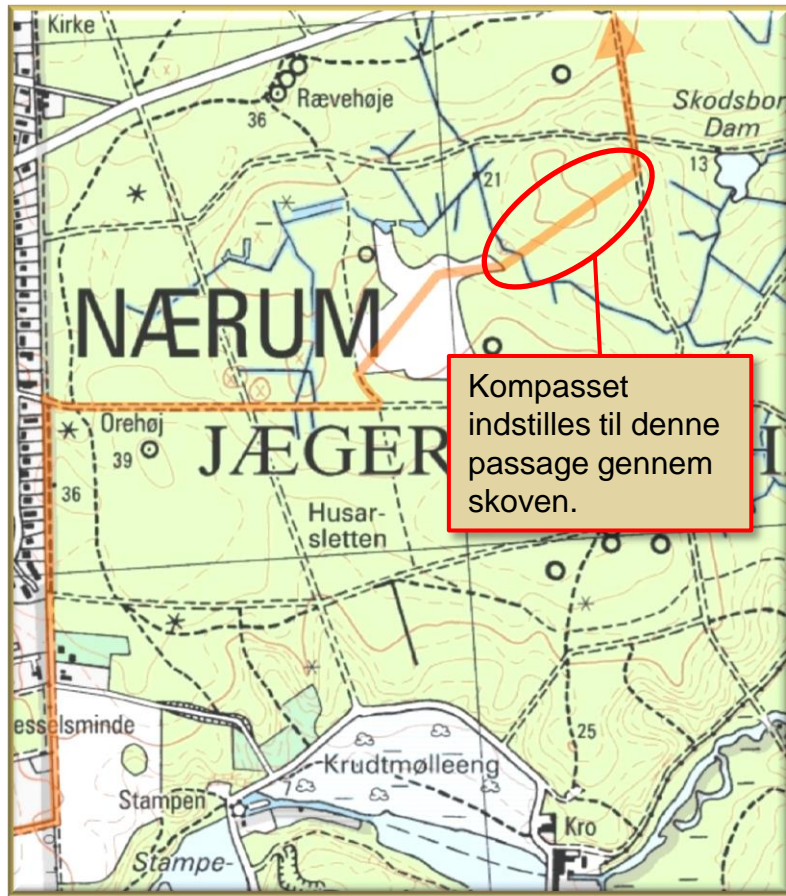 Kirke
Rævehøje
36
Skodsbor
Dam
13
21
NÆRUM
Kompasset
indstilles til denne
passage gennem
skoven.
Orehøj
39
JÆGER
36
Husar-
sletten
esselsminde
25
Krudtmølleeng
Stampen
Kro
Stampe-